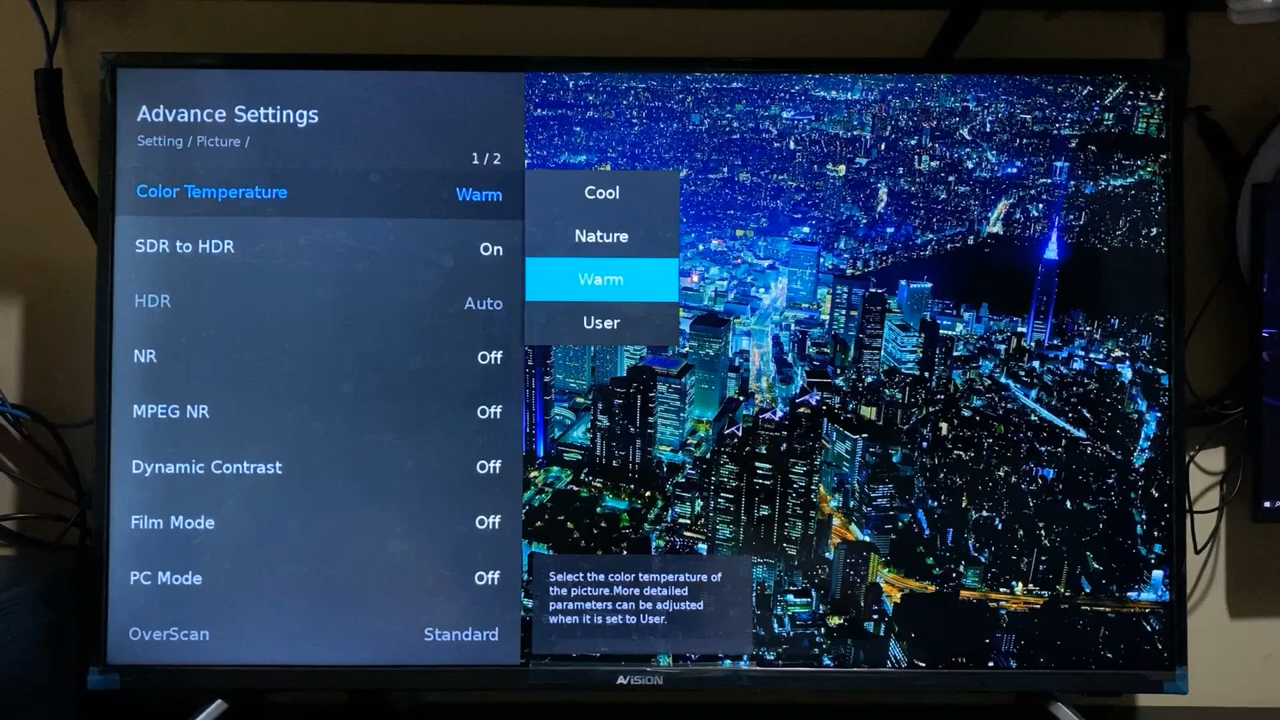 Advance Settings
Setting / Picture /
1 / 2
Color Temperature Warm
SDR to HDR On
HDR Auto
NR Off
MPEG NR Off
Dynamic Contrast Off
Film Mode Off
PC Mode Off
OverScan Standard
Cool
Nature
Warm
User
Select the color temperature of
the picture.More detailed
parameters can be adjusted
when it is set to User.
AVISION